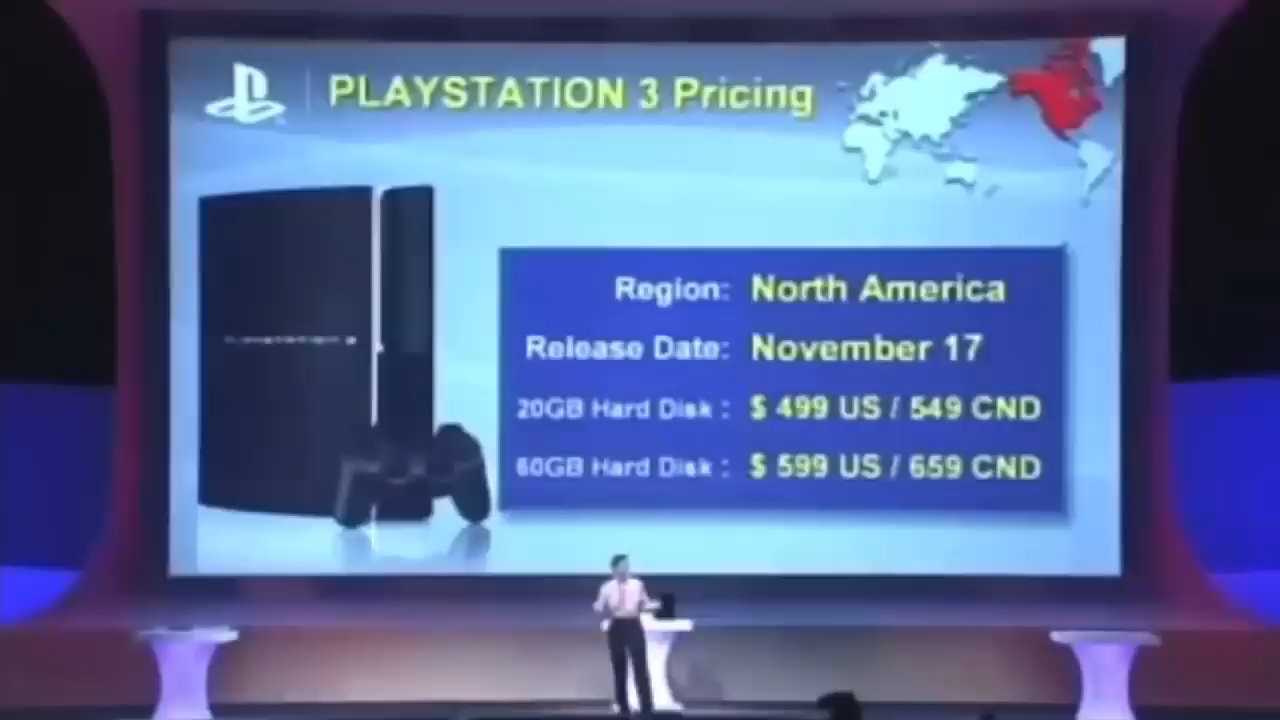 PLAYSTATION 3 Pricing
Region: North America
Release Date: November 17
20GB Hard Disk : $ 499 US / 549 CND
60GB Hard Disk : $ 599 US / 659 CND